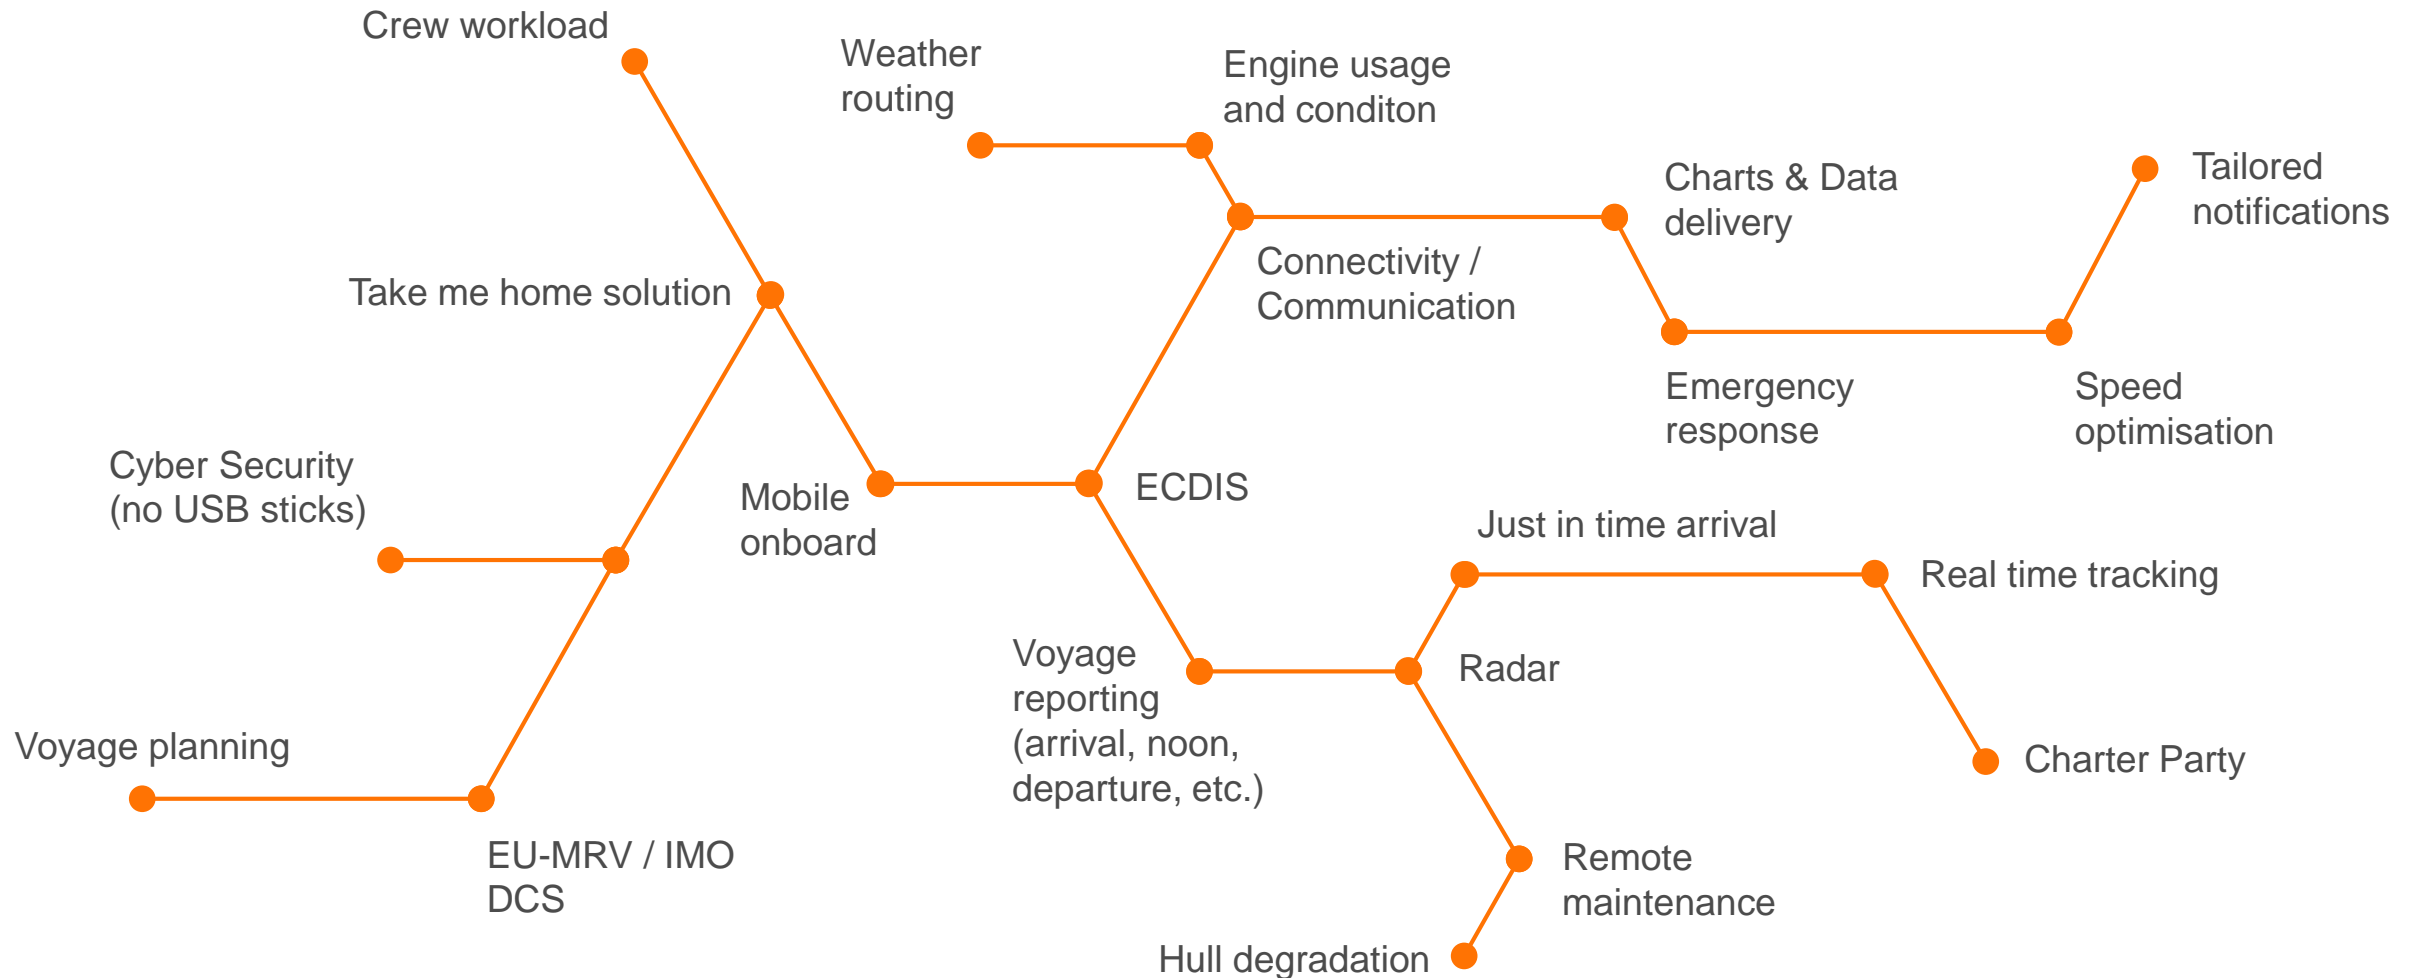 Crew workload
Weather
routing
Engine usage
and conditon
Charts & Data
delivery
Tailored
notifications
Take me home solution
Connectivity /
Communication
Emergency
response
Speed
optimisation
Cyber Security
(no USB sticks)
Mobile
onboard
ECDIS
Just in time arrival
Real time tracking
Voyage
reporting
(arrival, noon,
departure, etc.)
Radar
Voyage planning
Charter Party
EU-MRV / IMO
DCS
Remote
maintenance
Hull degradation